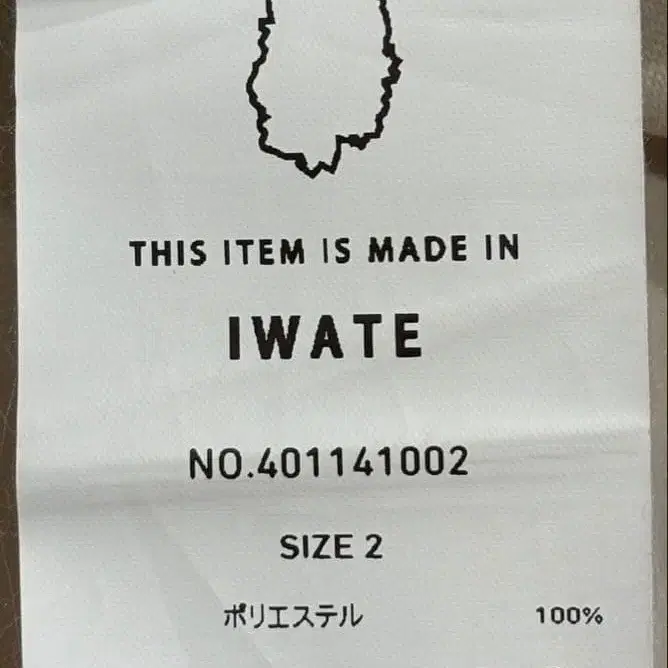 THIS ITEM IS MADE IN
IWATE
NO.401141002
SIZE 2
ポリエステル 100%